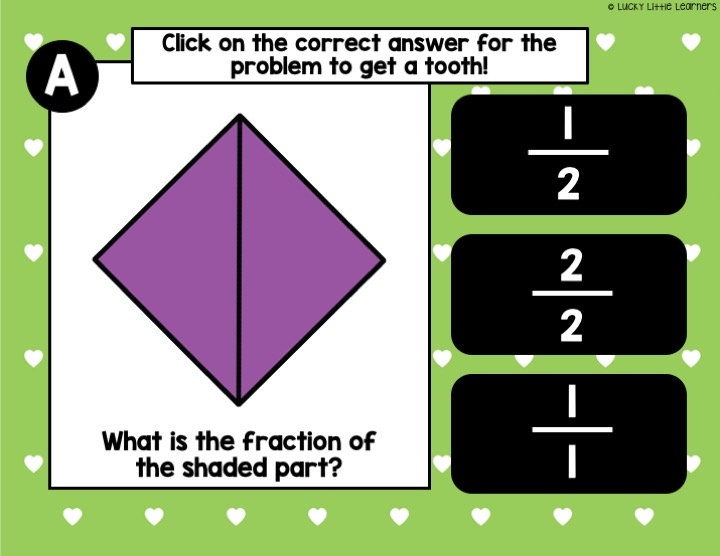 © Lucky Little Learners
Click on the correct answer for the
problem to get a tooth!
A
What is the fraction of
the shaded part?
1
2
2
2
1
1